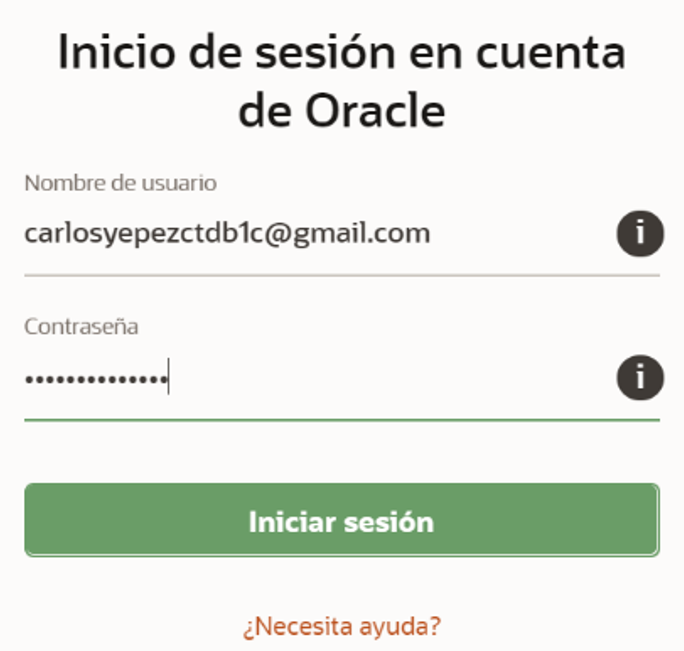 Inicio de sesión en cuenta
de Oracle
Nombre de usuario
carlosyepezctdb1c@gmail.com
i
Contraseña
••••••••••••••
i
Iniciar sesión
¿Necesita ayuda?